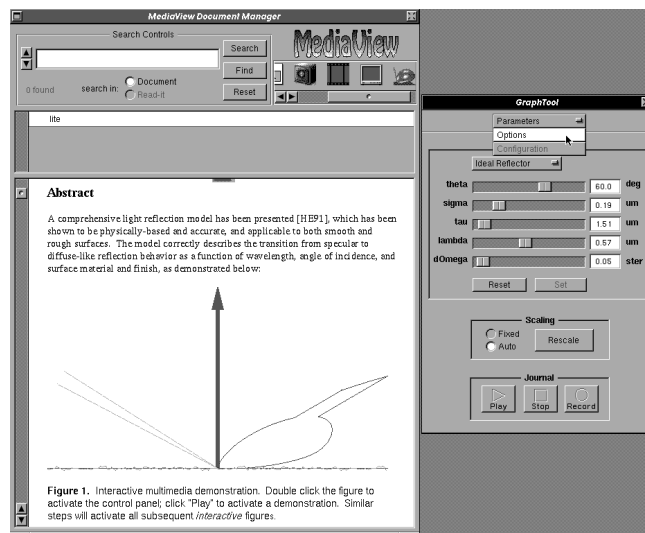 MediaView Document Manager
Search Controls
Search
Find
Reset
0 found
search in:
Document
Read-it
MediaView
lite
Abstract
A comprehensive light reflection model has been presented [HE91], which has been
shown to be physically-based and accurate, and applicable to both smooth and
rough surfaces. The model correctly describes the transition from specular to
diffuse-like reflection behavior as a function of wavelength, angle of incidence, and
surface material and finish, as demonstrated below:
Figure 1. Interactive multimedia demonstration. Double click the figure to
activate the control panel; click "Play" to activate a demonstration. Similar
steps will activate all subsequent interactive figures.
GraphTool
Parameters
Options
Configuration
Ideal Reflector
theta 60.0 deg
sigma 0.19 um
tau 1.51 um
lambda 0.57 um
dOmega 0.05 ster
Reset Set
Scaling
Fixed
Auto
Rescale
Journal
Play Stop Record